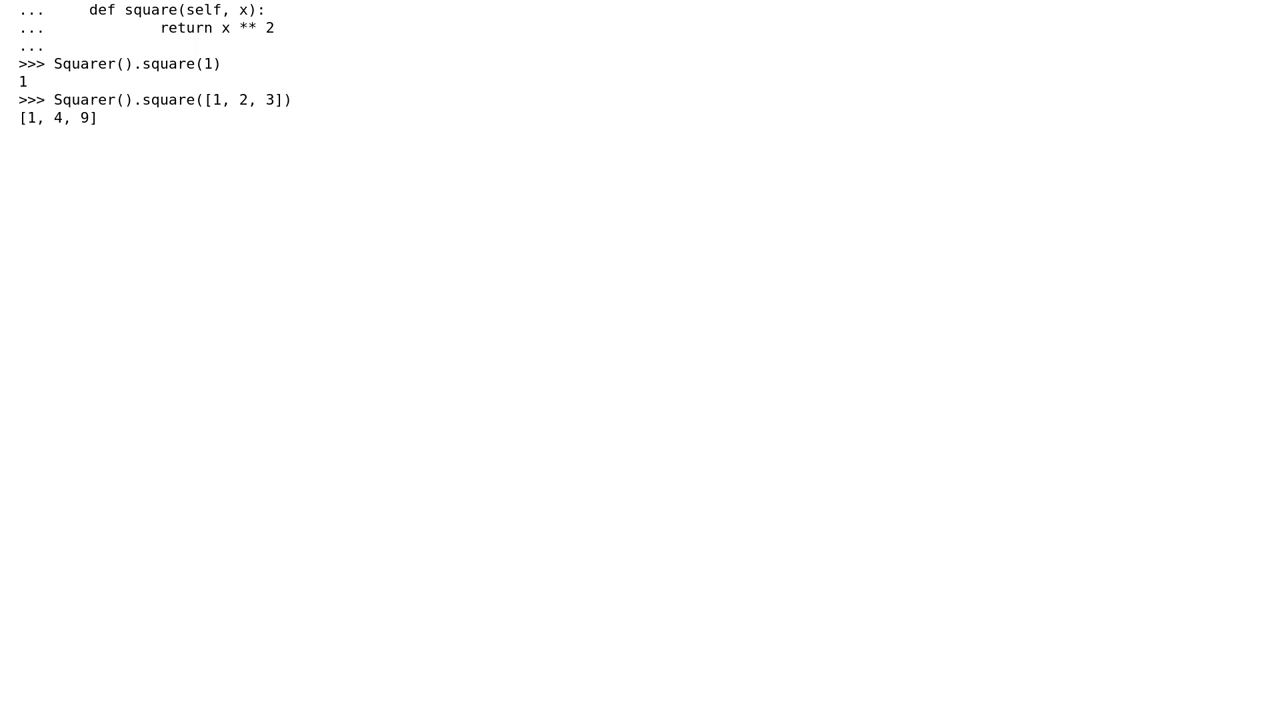 ...     def square(self, x):
...             return x ** 2
...
>>> Squarer().square(1)
1
>>> Squarer().square([1, 2, 3])
[1, 4, 9]